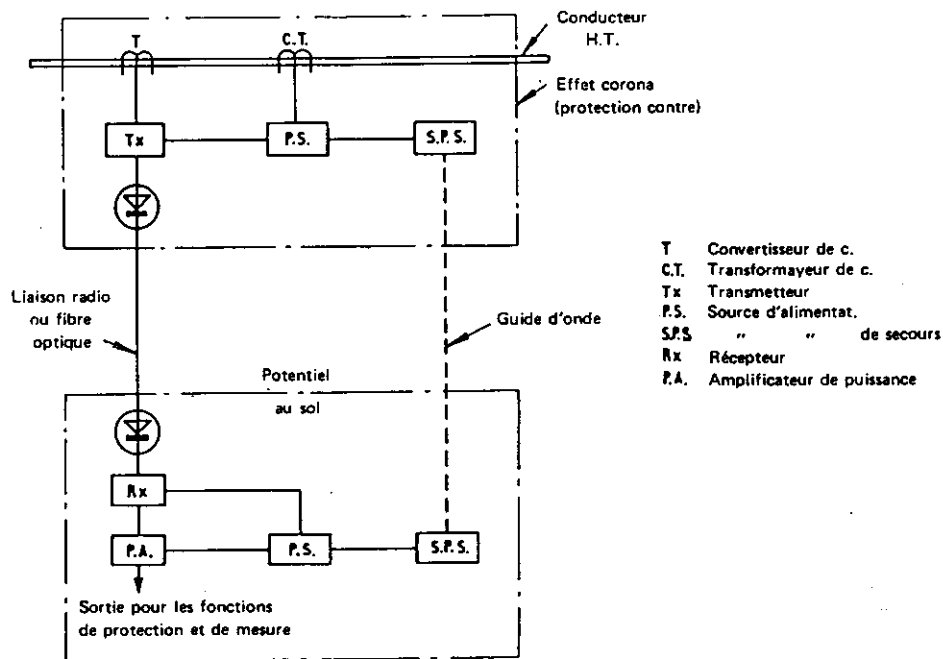 Conducteur
H.T.
T
C.T.
Effet corona
(protection contre)
Tx
P.S.
S.P.S.
Liaison radio
ou fibre
optique
Guide d'onde
T Convertisseur de c.
C.T. Transformayeur de c.
Tx Transmetteur
P.S. Source d'alimentat.
S.P.S. " " de secours
Rx Récepteur
P.A. Amplificateur de puissance
Potentiel
au sol
Rx
P.A.
P.S.
S.P.S.
Sortie pour les fonctions
de protection et de mesure